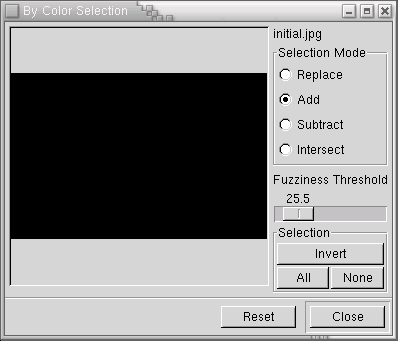 By Color Selection
initial.jpg
Selection Mode
Replace
Add
Subtract
Intersect
Fuzziness Threshold
25.5
Selection
Invert
All None
Reset Close